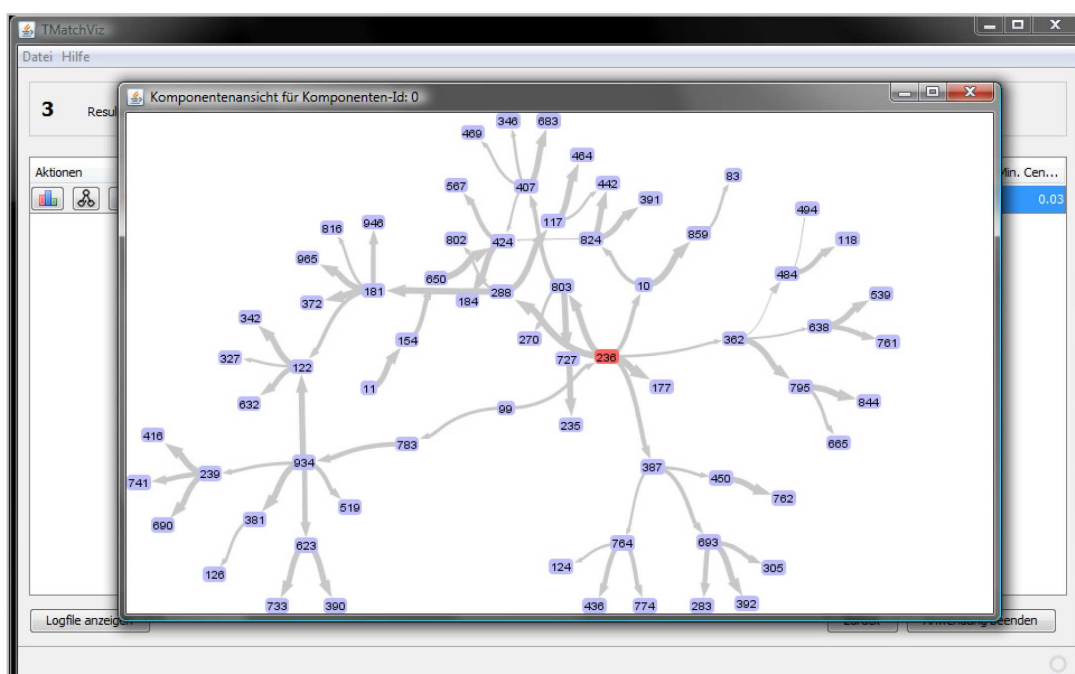 TMatchViz
Datei Hilfe
Komponentenansicht für Komponenten-Id: 0
3 Resul
Aktionen
Min. Cen...
0.03
346 683
469
464
83
567 407 442
391
494
946 117
816
802 424 824 859
118
965
650 484
181 288 803 10 539
372 184
342 638
154 270 362 761
327 727 236
122
11 177 795
844
632 99
235
416 783 665
934 387
239 450
741
762
519
690 381
623 764 693
124 305
126
733 390 436 774 283 392
Logfile anzeigen
Zurück
Anwendung beenden